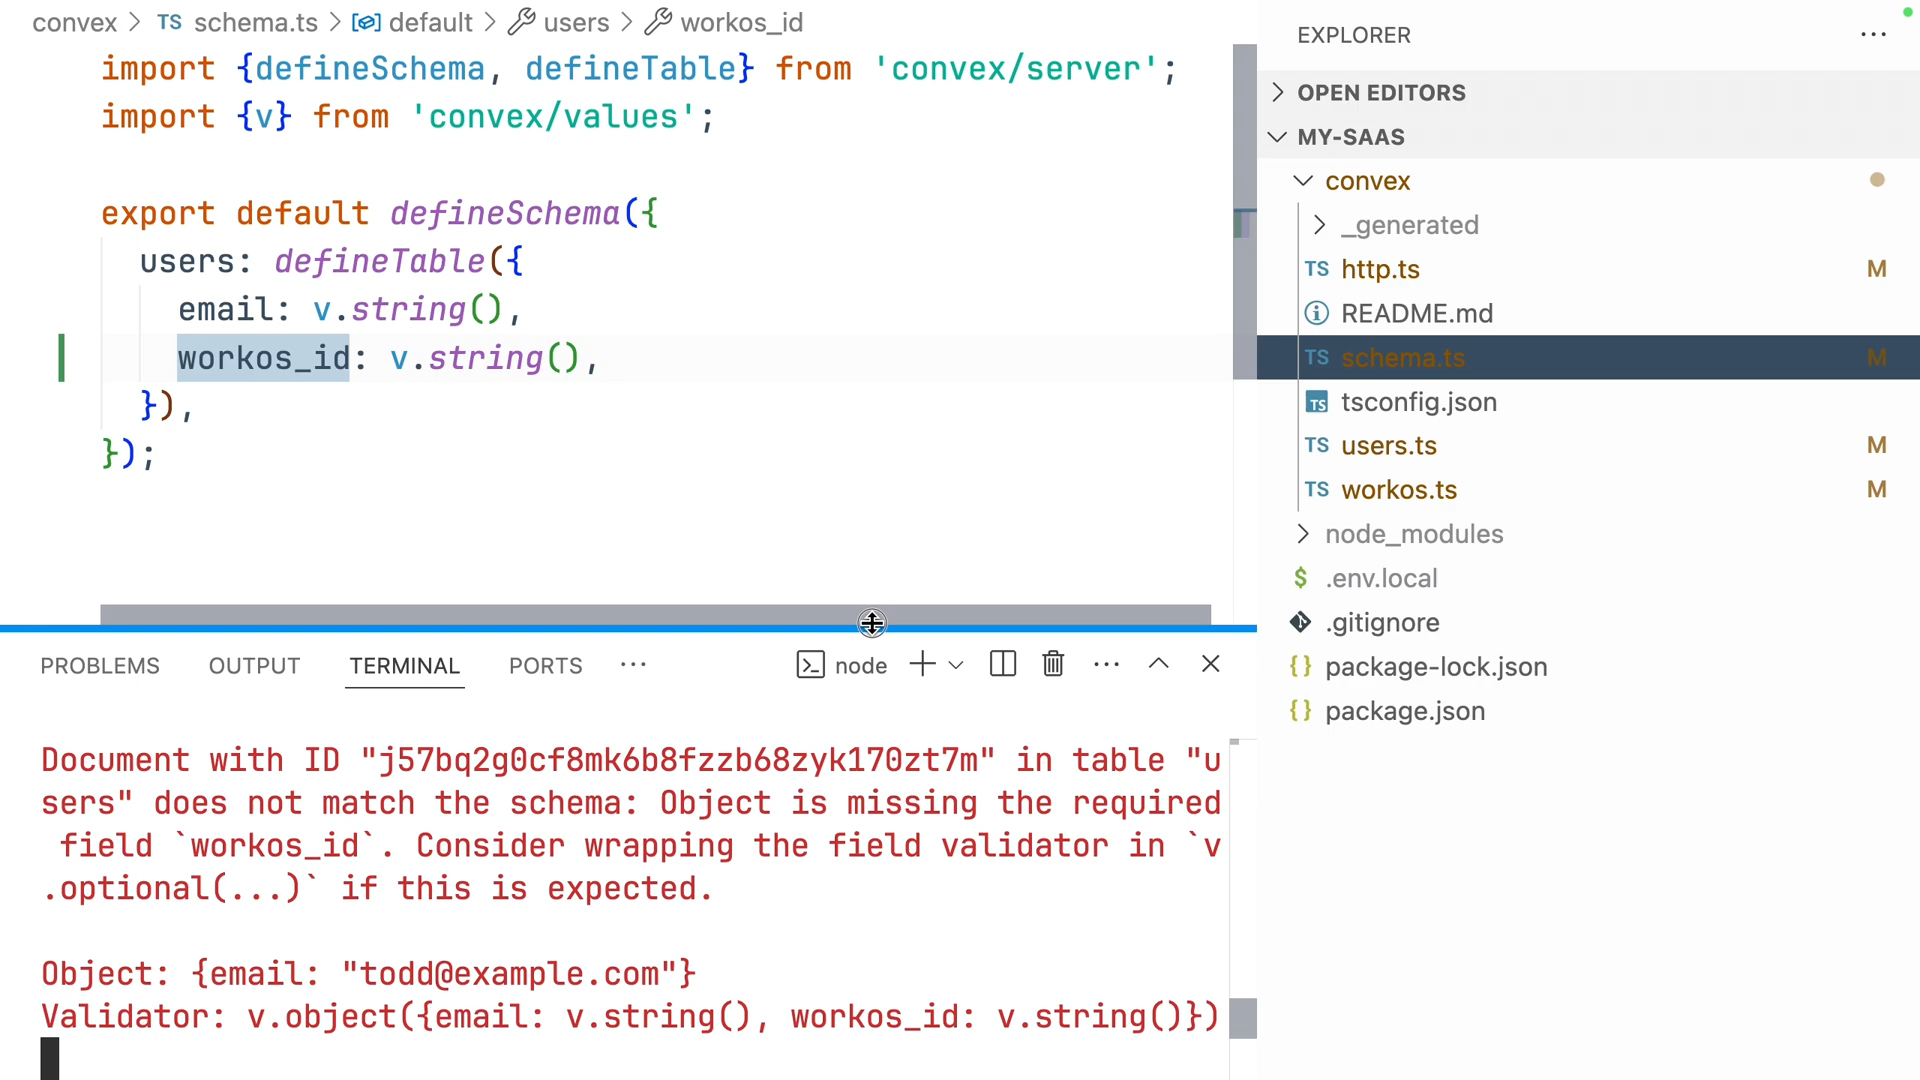 convex > TS schema.ts > default > users > workos_id
import {defineSchema, defineTable} from 'convex/server';
import {v} from 'convex/values';
export default defineSchema({
users: defineTable({
email: v.string(),
workos_id: v.string(),
}),
});
PROBLEMS OUTPUT TERMINAL PORTS ··· node ···
Document with ID "j57bq2g0cf8mk6b8fzzb68zyk170zt7m" in table "u
sers" does not match the schema: Object is missing the required
field `workos_id`. Consider wrapping the field validator in `v
.optional(...)` if this is expected.
Object: {email: "todd@example.com"}
Validator: v.object({email: v.string(), workos_id: v.string()})
EXPLORER ···
OPEN EDITORS
MY-SAAS
convex
_generated
TS http.ts M
README.md
TS schema.ts M
TS tsconfig.json
TS users.ts M
TS workos.ts M
node_modules
$ .env.local
.gitignore
{} package-lock.json
{} package.json